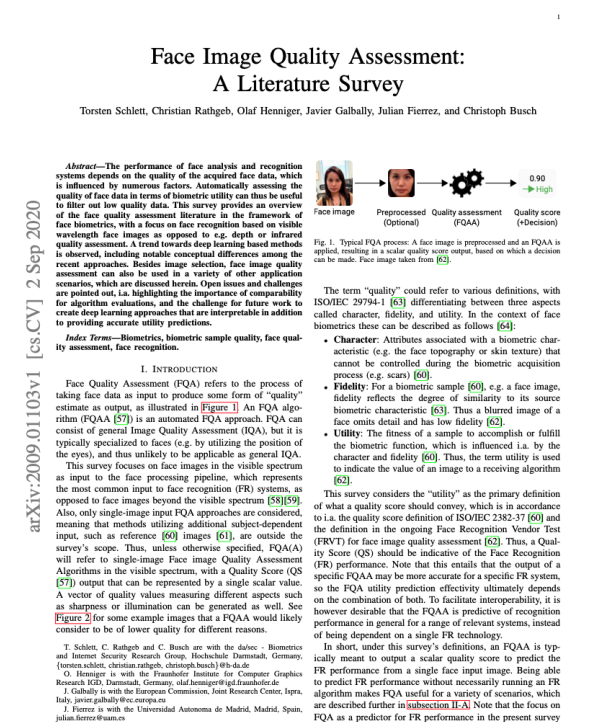 1
Face Image Quality Assessment:
A Literature Survey
Torsten Schlett, Christian Rathgeb, Olaf Henniger, Javier Galbally, Julian Fierrez, and Christoph Busch
arXiv:2009.01103v1 [cs.CV] 2 Sep 2020
Abstract—The performance of face analysis and recognition
systems depends on the quality of the acquired face data, which
is influenced by numerous factors. Automatically assessing the
quality of face data in terms of biometric utility can thus be useful
to filter out low quality data. This survey provides an overview
of the face quality assessment literature in the framework of
face biometrics, with a focus on face recognition based on visible
wavelength face images as opposed to e.g. depth or infrared
quality assessment. A trend towards deep learning based methods
is observed, including notable conceptual differences among the
recent approaches. Besides image selection, face image quality
assessment can also be used in a variety of other application
scenarios, which are discussed herein. Open issues and challenges
are pointed out, i.a. highlighting the importance of comparability
for algorithm evaluations, and the challenge for future work to
create deep learning approaches that are interpretable in addition
to providing accurate utility predictions.
Index Terms—Biometrics, biometric sample quality, face qual-
ity assessment, face recognition.
I. INTRODUCTION
Face Quality Assessment (FQA) refers to the process of
taking face data as input to produce some form of “quality”
estimate as output, as illustrated in Figure 1. An FQA algo-
rithm (FQAA [57]) is an automated FQA approach. FQA can
consist of general Image Quality Assessment (IQA), but it is
typically specialized to faces (e.g. by utilizing the position of
the eyes), and thus unlikely to be applicable as general IQA.
This survey focuses on face images in the visible spectrum
as input to the face processing pipeline, which represents
the most common input to face recognition (FR) systems, as
opposed to face images beyond the visible spectrum [58][59].
Also, only single-image input FQA approaches are considered,
meaning that methods utilizing additional subject-dependent
input, such as reference [60] images [61], are outside the
survey’s scope. Thus, unless otherwise specified, FQA(A)
will refer to single-image Face image Quality Assessment
Algorithms in the visible spectrum, with a Quality Score (QS
[57]) output that can be represented by a single scalar value.
A vector of quality values measuring different aspects such
as sharpness or illumination can be generated as well. See
Figure 2 for some example images that a FQAA would likely
consider to be of lower quality for different reasons.
T. Schlett, C. Rathgeb and C. Busch are with the da/sec - Biometrics
and Internet Security Research Group, Hochschule Darmstadt, Germany,
{torsten.schlett, christian.rathgeb, christoph.busch}@h-da.de
O. Henniger is with the Fraunhofer Institute for Computer Graphics
Research IGD, Darmstadt, Germany, olaf.henniger@igd.fraunhofer.de
J. Galbally is with the European Commission, Joint Research Center, Ispra,
Italy, javier.galbally@ec.europa.eu
J. Fierrez is with the Universidad Autonoma de Madrid, Madrid, Spain,
julian.fierrez@uam.es
0.90
High
Face image
Preprocessed
(Optional)
Quality assessment
(FQAA)
Quality score
(+Decision)
Fig. 1. Typical FQA process: A face image is preprocessed and an FQAA is
applied, resulting in a scalar quality score output, based on which a decision
can be made. Face image taken from [62].
The term “quality” could refer to various definitions, with
ISO/IEC 29794-1 [63] differentiating between three aspects
called character, fidelity, and utility. In the context of face
biometrics these can be described as follows [64]:
• Character: Attributes associated with a biometric char-
acteristic (e.g. the face topography or skin texture) that
cannot be controlled during the biometric acquisition
process (e.g. scars) [60].
• Fidelity: For a biometric sample [60], e.g. a face image,
fidelity reflects the degree of similarity to its source
biometric characteristic [63]. Thus a blurred image of a
face omits detail and has low fidelity [62].
• Utility: The fitness of a sample to accomplish or fulfill
the biometric function, which is influenced i.a. by the
character and fidelity [60]. Thus, the term utility is used
to indicate the value of an image to a receiving algorithm
[62].
This survey considers the “utility” as the primary definition
of what a quality score should convey, which is in accordance
to i.a. the quality score definition of ISO/IEC 2382-37 [60] and
the definition in the ongoing Face Recognition Vendor Test
(FRVT) for face image quality assessment [62]. Thus, a Qual-
ity Score (QS) should be indicative of the Face Recognition
(FR) performance. Note that this entails that the output of a
specific FQAA may be more accurate for a specific FR system,
so the FQA utility prediction effectivity ultimately depends
on the combination of both. To facilitate interoperability, it is
however desirable that the FQAA is predictive of recognition
performance in general for a range of relevant systems, instead
of being dependent on a single FR technology.
In short, under this survey’s definitions, an FQAA is typ-
ically meant to output a scalar quality score to predict the
FR performance from a single face input image. Being able
to predict FR performance without necessarily running an FR
algorithm makes FQA useful for a variety of scenarios, which
are described further in subsection II-A. Note that the focus on
FQA as a predictor for FR performance in the present survey